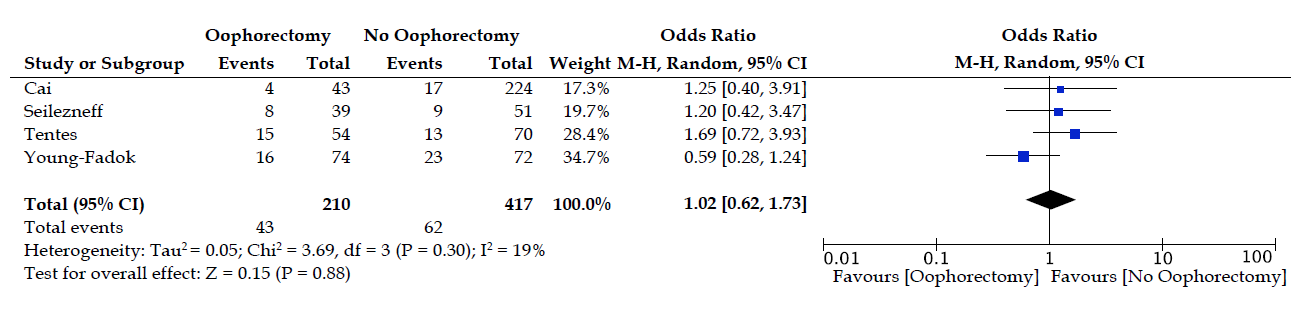 Oophorectomy No Oophorectomy Odds Ratio Odds Ratio
Study or Subgroup Events Total Events Total Weight M-H, Random, 95% CI M-H, Random, 95% CI
Cai 4 43 17 224 17.3% 1.25 [0.40, 3.91]
Seilezneff 8 39 9 51 19.7% 1.20 [0.42, 3.47]
Tentes 15 54 13 70 28.4% 1.69 [0.72, 3.93]
Young-Fadok 16 74 23 72 34.7% 0.59 [0.28, 1.24]
Total (95% CI) 210 417 100.0% 1.02 [0.62, 1.73]
Total events 43 62
Heterogeneity: Tau² = 0.05; Chi² = 3.69, df = 3 (P = 0.30); I² = 19%
Test for overall effect: Z = 0.15 (P = 0.88)
0.01 0.1 1 10 100
Favours [Oophorectomy] Favours [No Oophorectomy]